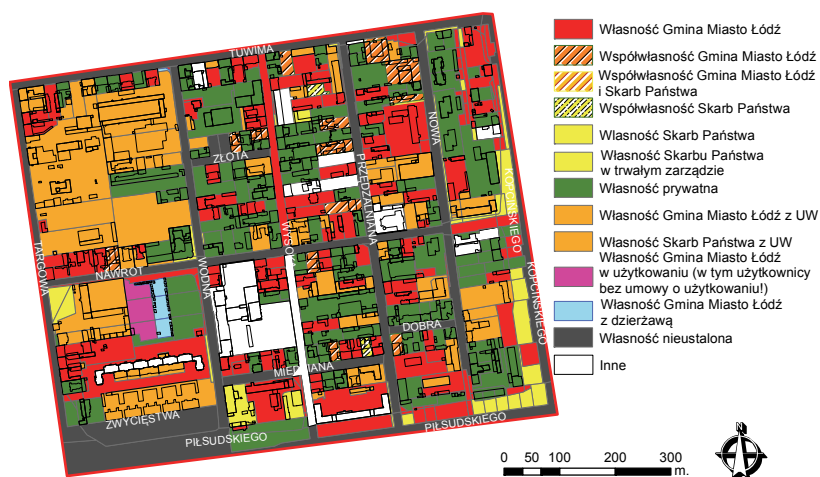 TUWIMA
ZŁOTA
NOWA
PRZĘDZALNIANA
KOPCIŃSKIEGO
TARGOWA
NAWROT
WODNA
WYSOKA
KOPCIŃSKIEGO
DOBRA
MIEDZIANA
ZWYCIĘSTWA
PIŁSUDSKIEGO
PIŁSUDSKIEGO
Własność Gmina Miasto Łódź
Współwłasność Gmina Miasto Łódź
Współwłasność Gmina Miasto Łódź
i Skarb Państwa
Współwłasność Skarb Państwa
Wlasność Skarb Państwa
Własność Skarbu Państwa
w trwałym zarządzie
Własność prywatna
Własność Gmina Miasto Łódź z UW
Własność Skarb Państwa z UW
Własność Gmina Miasto Łódź
w użytkowaniu (w tym użytkownicy
bez umowy o użytkowaniu!)
Własność Gmina Miasto Łódź
z dzierżawą
Własność nieustalona
Inne
0 50 100 200 300
m.